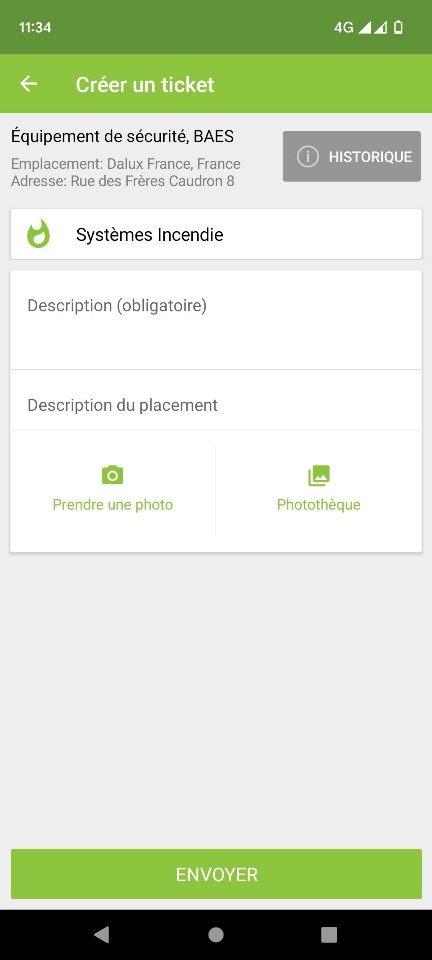 11:34
4G
Créer un ticket
Équipement de sécurité, BAES
Emplacement: Dalux France, France
Adresse: Rue des Frères Caudron 8
HISTORIQUE
Systèmes Incendie
Description (obligatoire)
Description du placement
Prendre une photo
Photothèque
ENVOYER